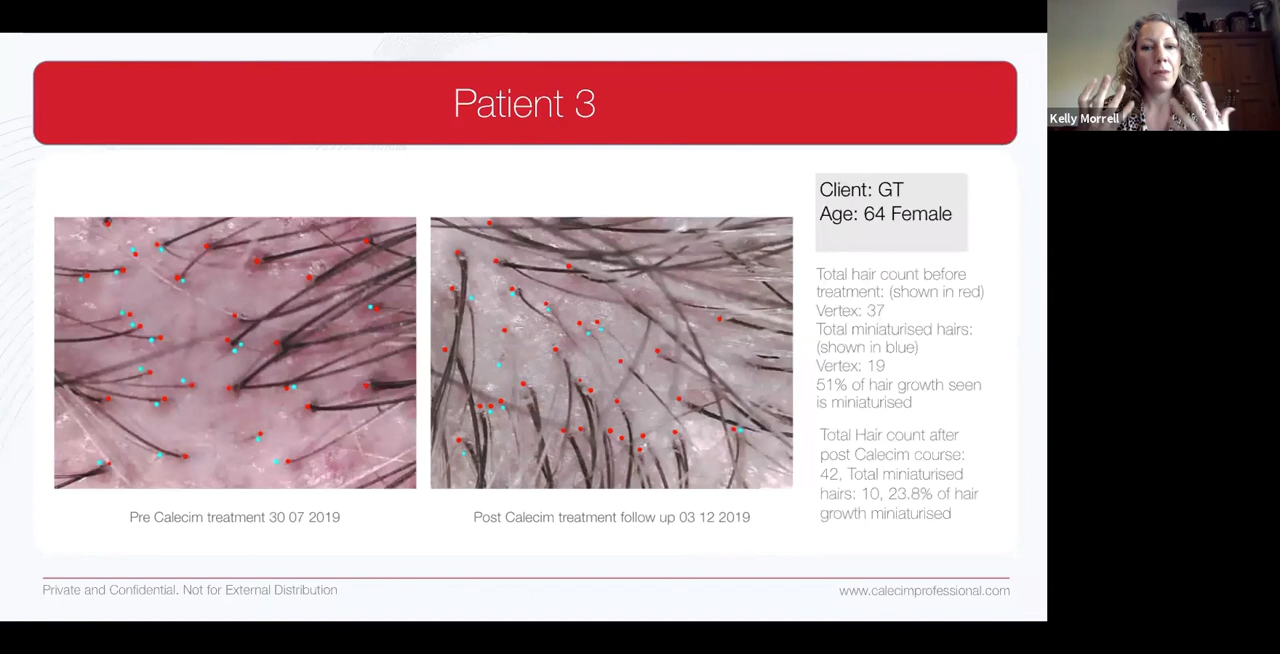 Patient 3
Kelly Morrell
Client: GT
Age: 64 Female
Total hair count before
treatment: (shown in red)
Vertex: 37
Total miniaturised hairs:
(shown in blue)
Vertex: 19
51% of hair growth seen
is miniaturised
Total Hair count after
post Calecim course:
42, Total miniaturised
hairs: 10, 23.8% of hair
growth miniaturised
Pre Calecim treatment 30 07 2019
Post Calecim treatment follow up 03 12 2019
Private and Confidential. Not for External Distribution
www.calecimprofessional.com